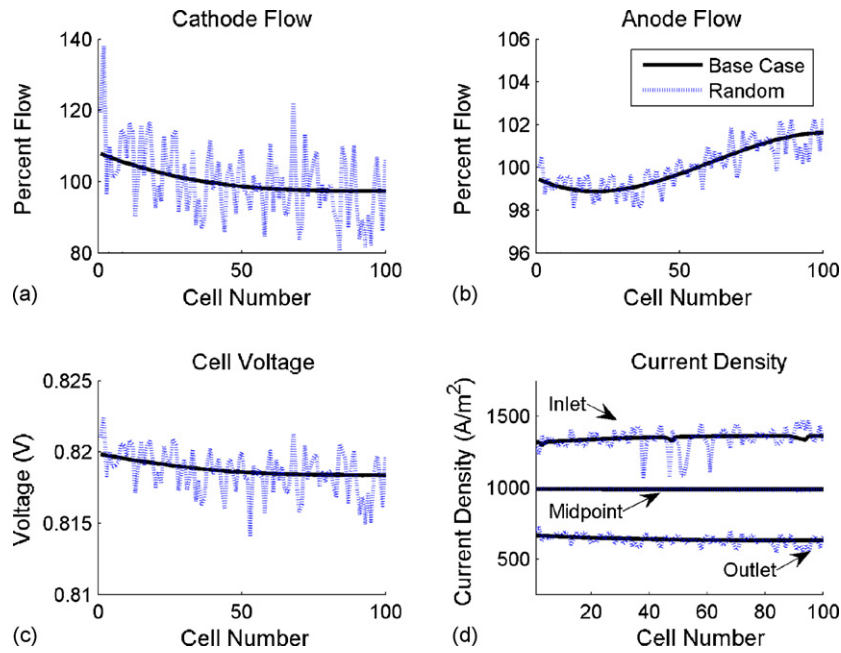 Cathode Flow
140
120
100
80
Percent Flow
0
50
100
Cell Number
(a)
Anode Flow
106
104
102
100
98
96
Percent Flow
Base Case
Random
0
50
100
Cell Number
(b)
Cell Voltage
0.825
0.82
0.815
0.81
Voltage (V)
0
50
100
Cell Number
(c)
Current Density
1500
1000
500
Current Density (A/m²)
Inlet
Midpoint
Outlet
20
40
60
80
100
Cell Number
(d)